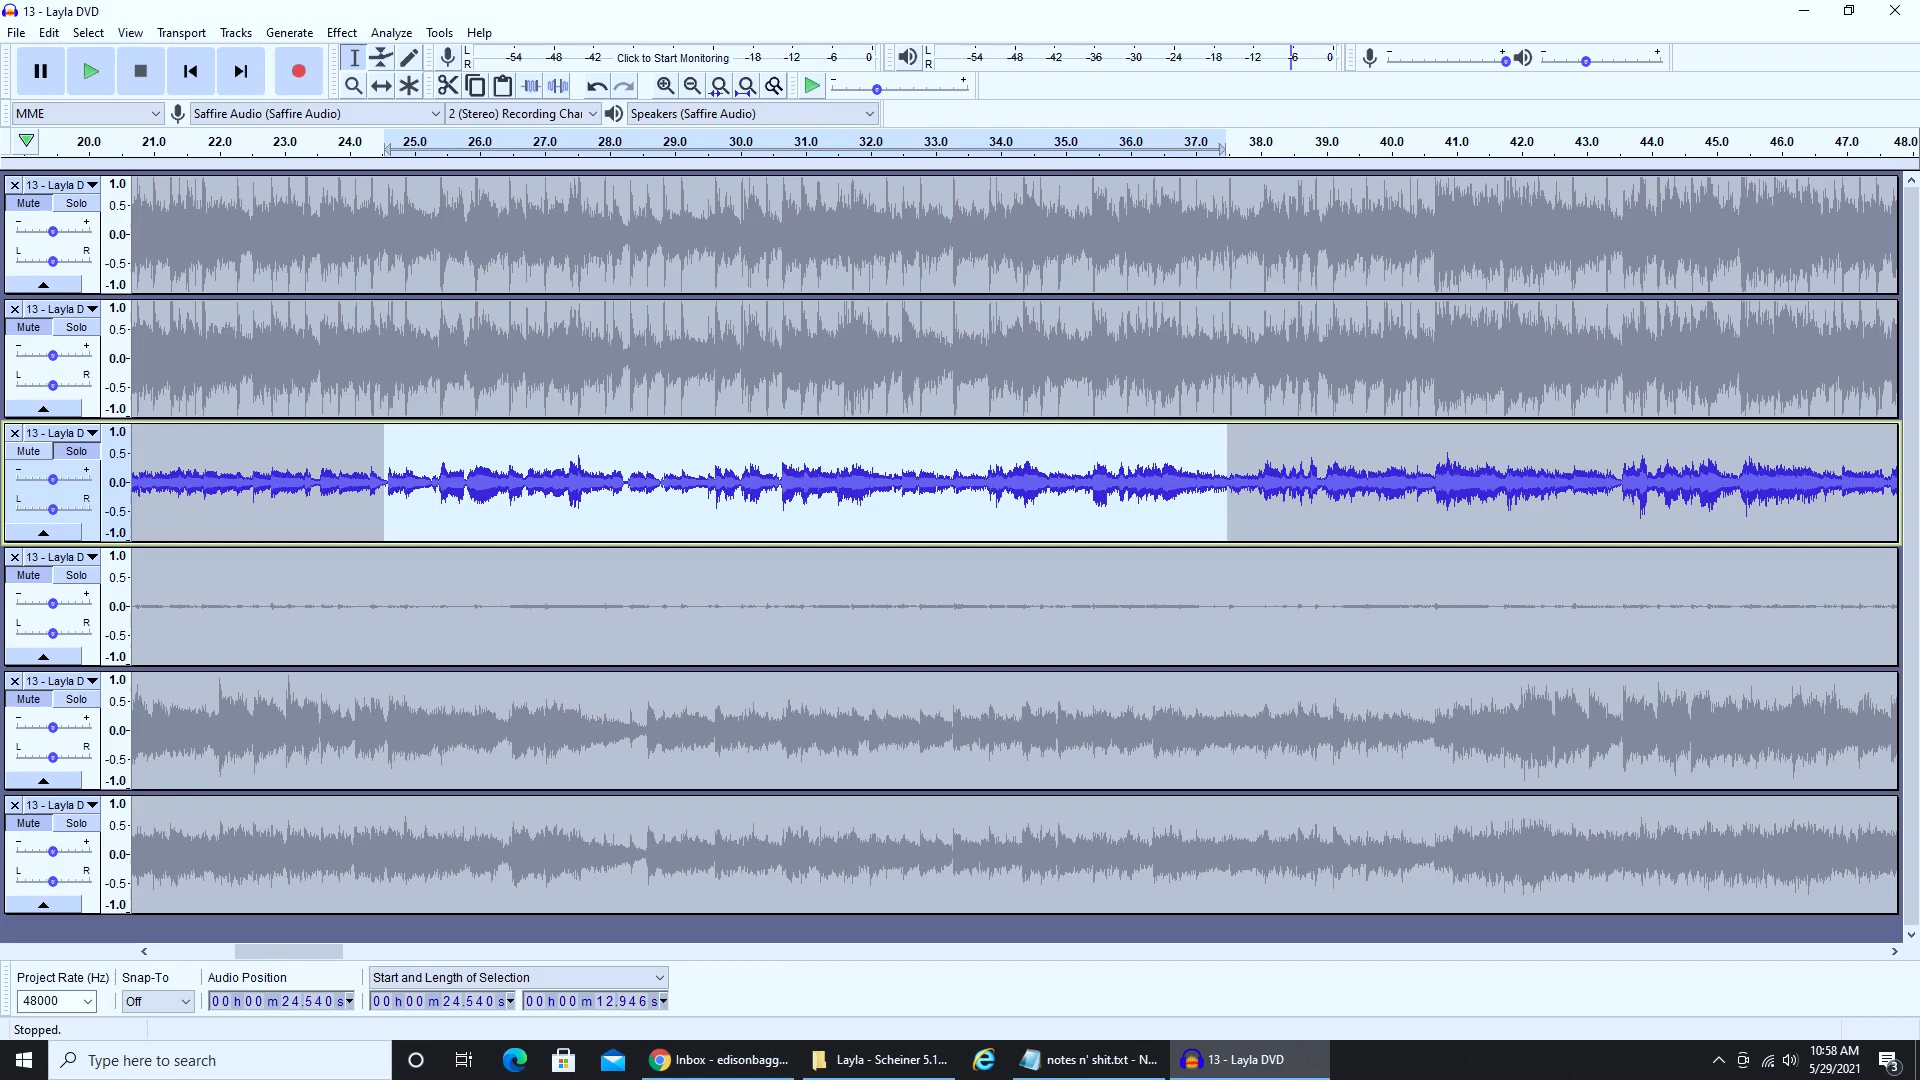 13 - Layla DVD
File Edit Select View Transport Tracks Generate Effect Analyze Tools Help
L -54 -48 -42 Click to Start Monitoring -18 -12 -6 0
R
L -54 -48 -42 -36 -30 -24 -18 -12 -6 0
R
- +
- +
- +
MME Saffire Audio (Saffire Audio) 2 (Stereo) Recording Chai Speakers (Saffire Audio)
20.0 21.0 22.0 23.0 24.0 25.0 26.0 27.0 28.0 29.0 30.0 31.0 32.0 33.0 34.0 35.0 36.0 37.0 38.0 39.0 40.0 41.0 42.0 43.0 44.0 45.0 46.0 47.0 48.0
13 - Layla D 1.0
Mute Solo 0.5
- + 0.0
L R -0.5
-1.0
13 - Layla D 1.0
Mute Solo 0.5
- + 0.0
L R -0.5
-1.0
13 - Layla D 1.0
Mute Solo 0.5
- + 0.0
L R -0.5
-1.0
13 - Layla D 1.0
Mute Solo 0.5
- + 0.0
L R -0.5
-1.0
13 - Layla D 1.0
Mute Solo 0.5
- + 0.0
L R -0.5
-1.0
13 - Layla D 1.0
Mute Solo 0.5
- + 0.0
L R -0.5
-1.0
Project Rate (Hz) Snap-To Audio Position Start and Length of Selection
48000 Off 00 h 00 m 24.540 s 00 h 00 m 24.540 s 00 h 00 m 12.946 s
Stopped.
Type here to search Inbox - edisonbagg... Layla - Scheiner 5.1... notes n' shit.txt - N... 13 - Layla DVD 10:58 AM
5/29/2021 3